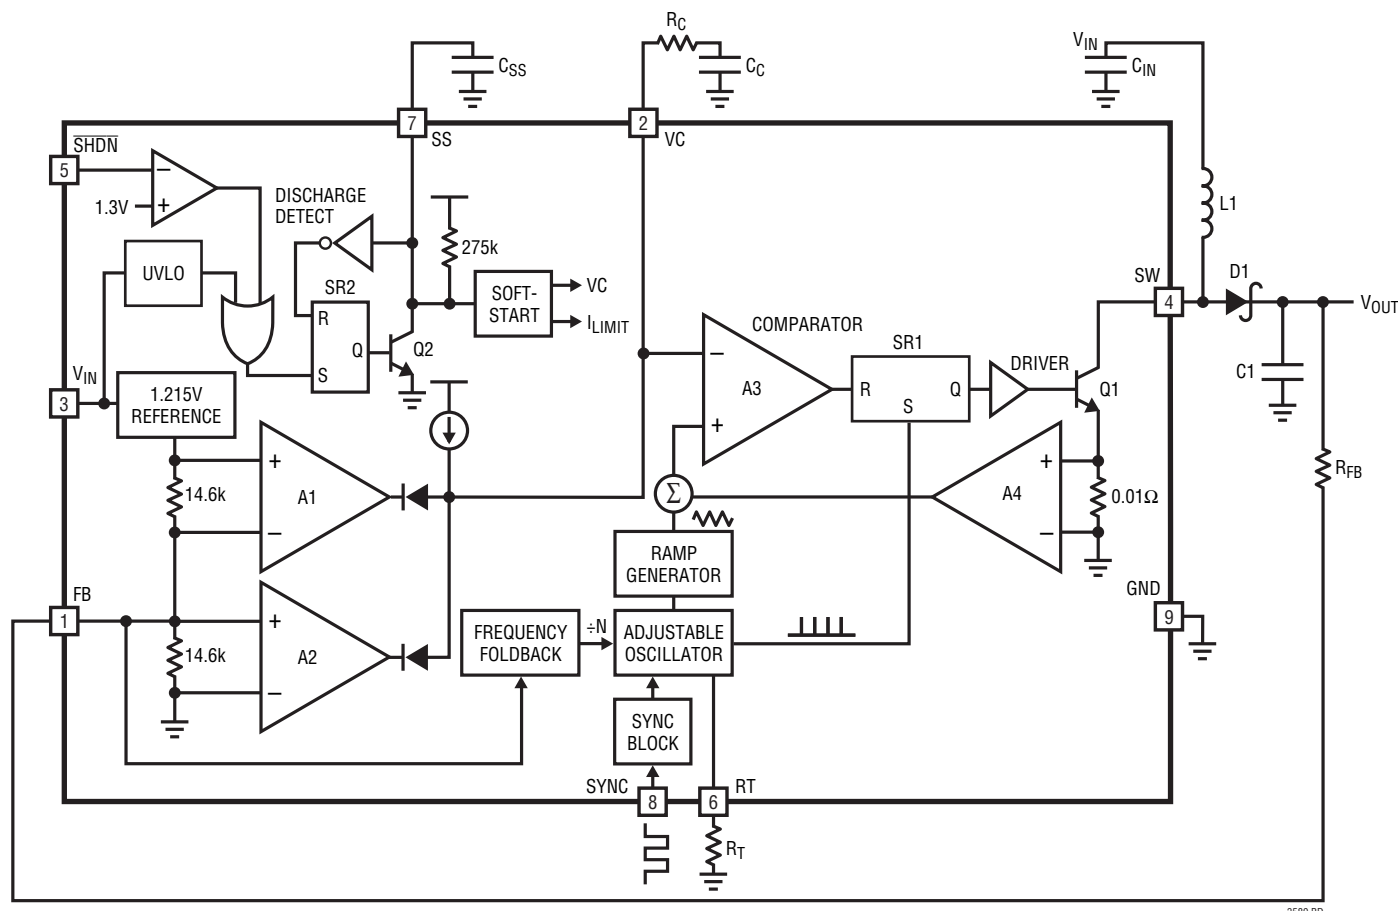 RC
CC
CSS
VIN
CIN
7
SS
2
VC
SHDN
5
1.3V
−
+
DISCHARGE
DETECT
275k
L1
UVLO
SOFT-
START
VC
ILIMIT
SR2
R
Q
S
Q2
SW
4
D1
VOUT
COMPARATOR
−
A3
+
SR1
R
Q
S
DRIVER
Q1
C1
VIN
3
1.215V
REFERENCE
14.6k
+
A1
−
Σ
+
A4
−
0.01Ω
RFB
RAMP
GENERATOR
FB
1
14.6k
+
A2
−
FREQUENCY
FOLDBACK
÷N
ADJUSTABLE
OSCILLATOR
GND
9
SYNC
BLOCK
SYNC
8
6
RT
RT